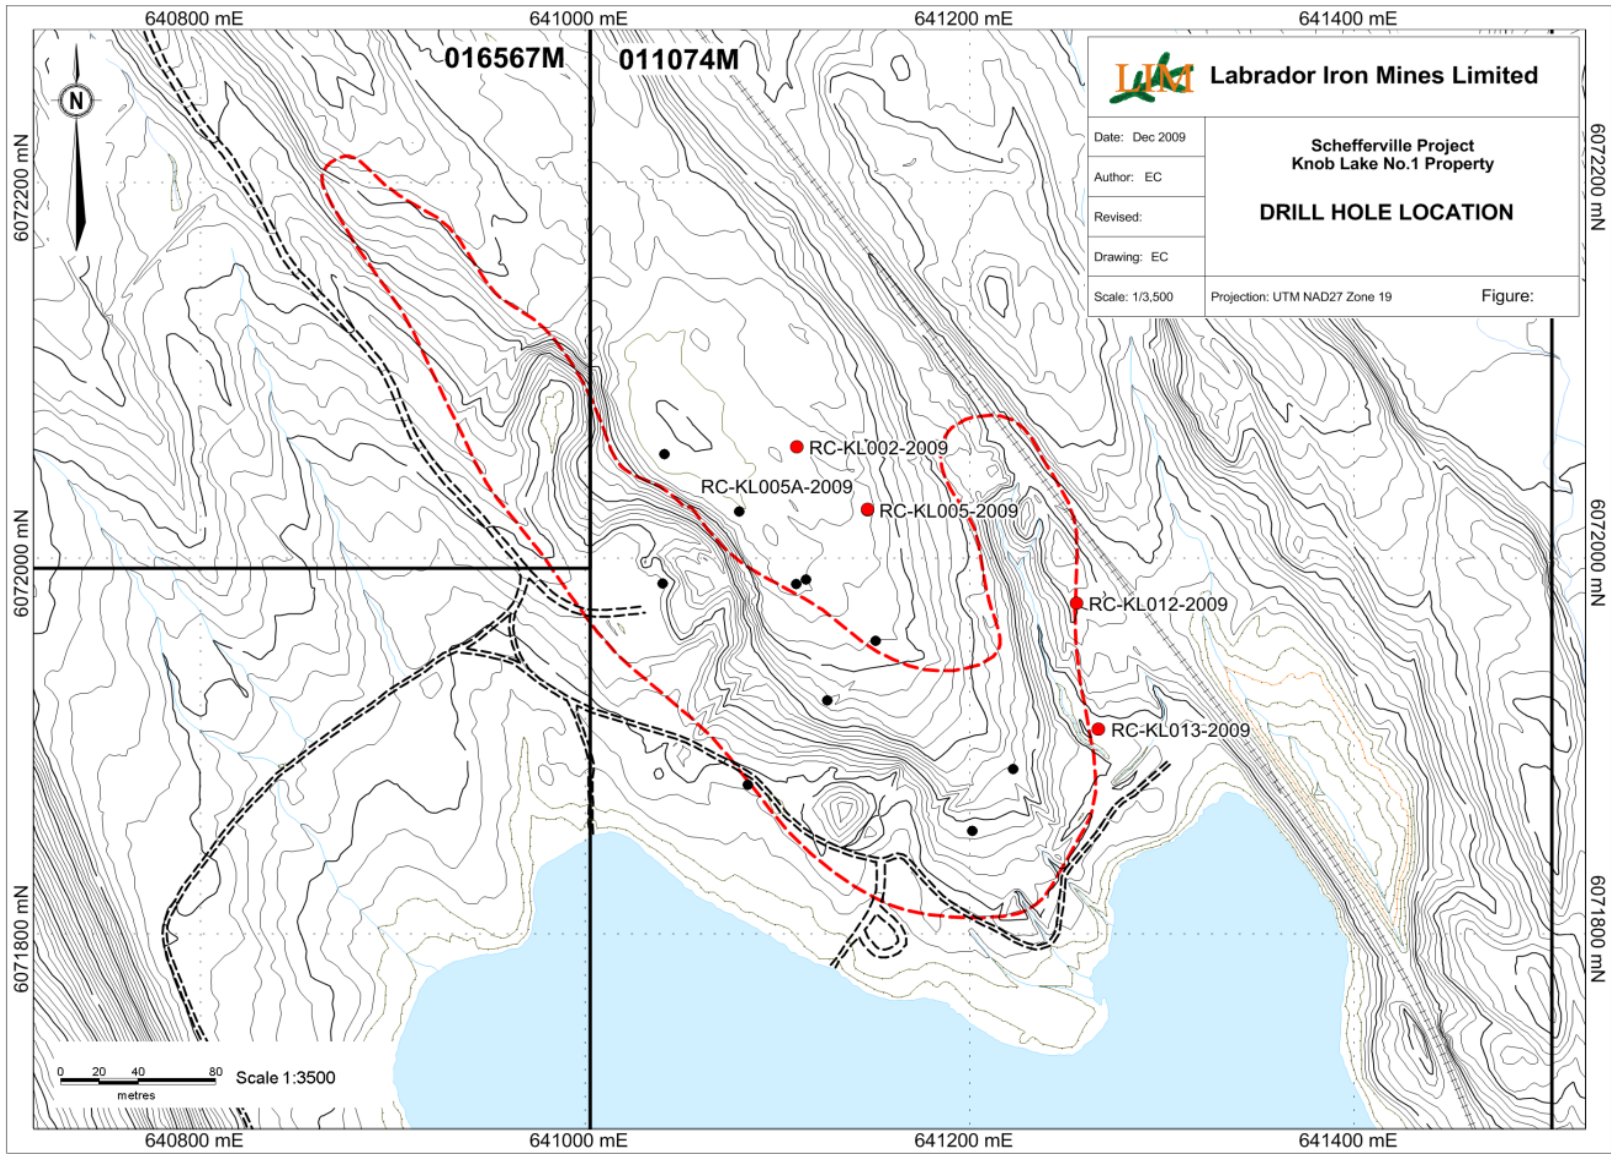 640800 mE
641000 mE
641200 mE
641400 mE
016567M
011074M
N
LIM
Labrador Iron Mines Limited
Date: Dec 2009
Author: EC
Revised:
Drawing: EC
Scale: 1/3,500
Schefferville Project
Knob Lake No.1 Property
DRILL HOLE LOCATION
Projection: UTM NAD27 Zone 19
Figure:
6072200 mN
6072200 mN
RC-KL002-2009
RC-KL005A-2009
RC-KL005-2009
6072000 mN
6072000 mN
RC-KL012-2009
RC-KL013-2009
6071800 mN
6071800 mN
0 20 40 80
metres
Scale 1:3500
640800 mE
641000 mE
641200 mE
641400 mE